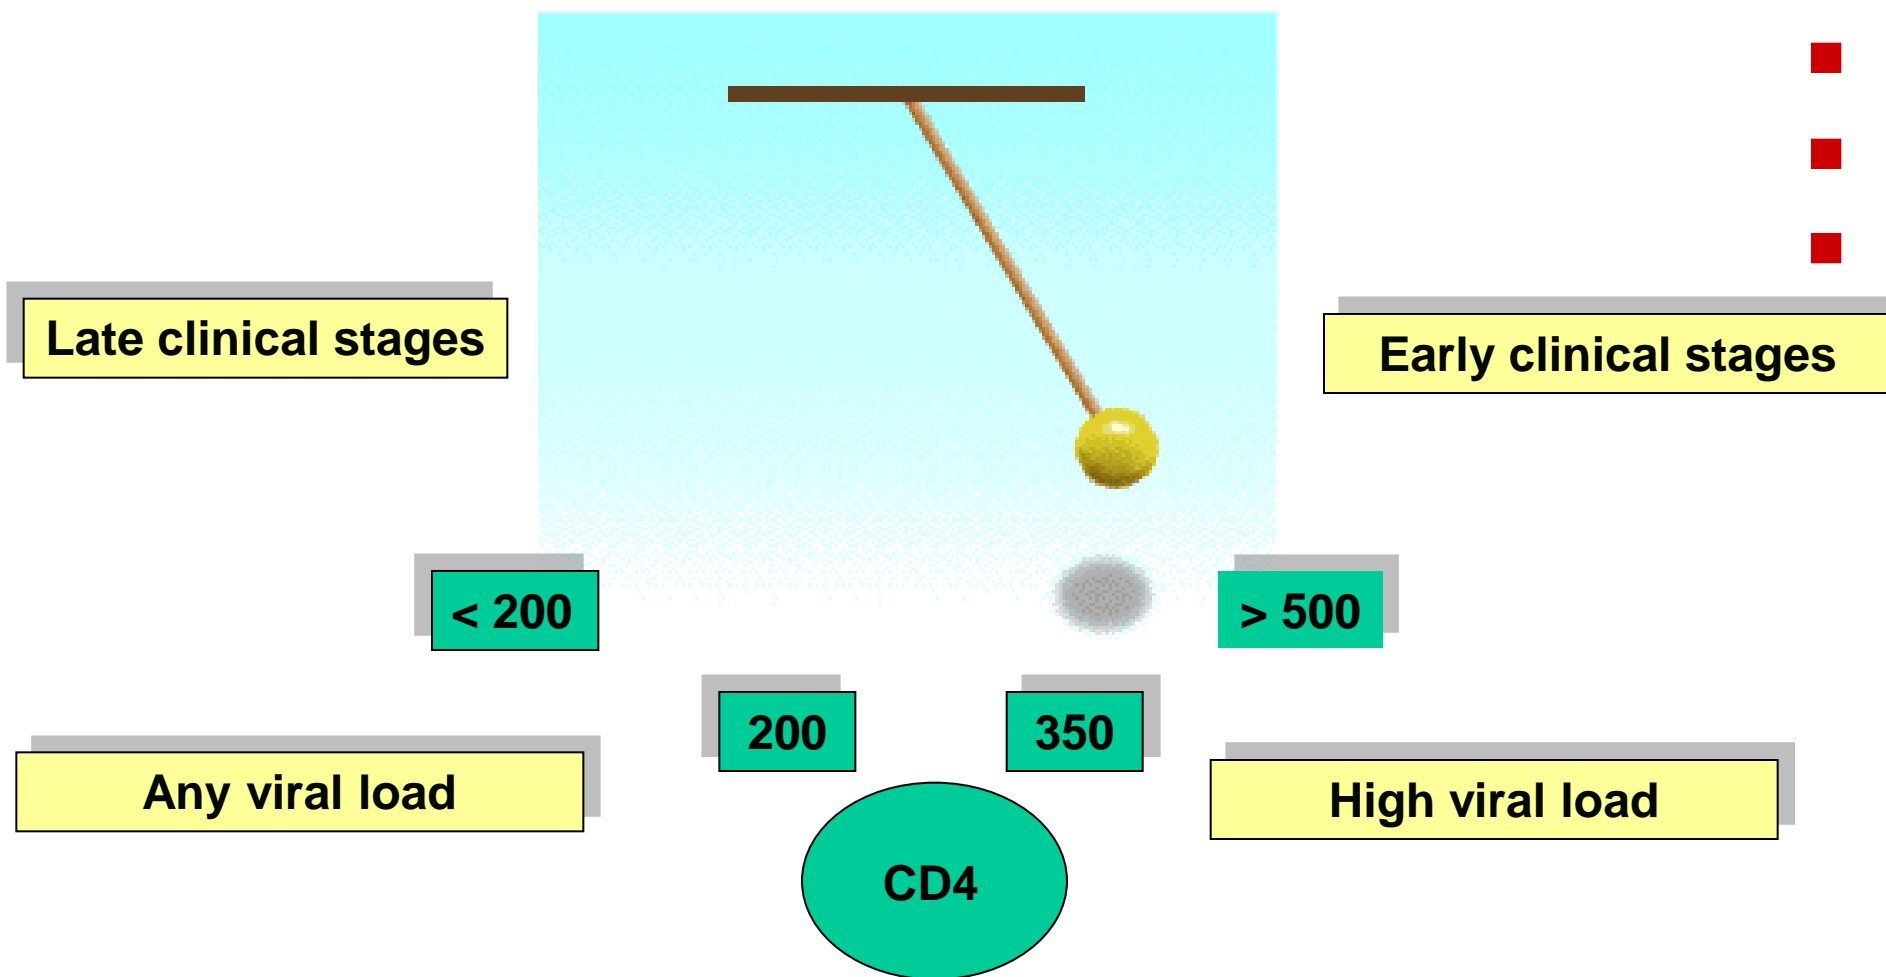 Late clinical stages
Early clinical stages
< 200
> 500
200
350
Any viral load
High viral load
CD4